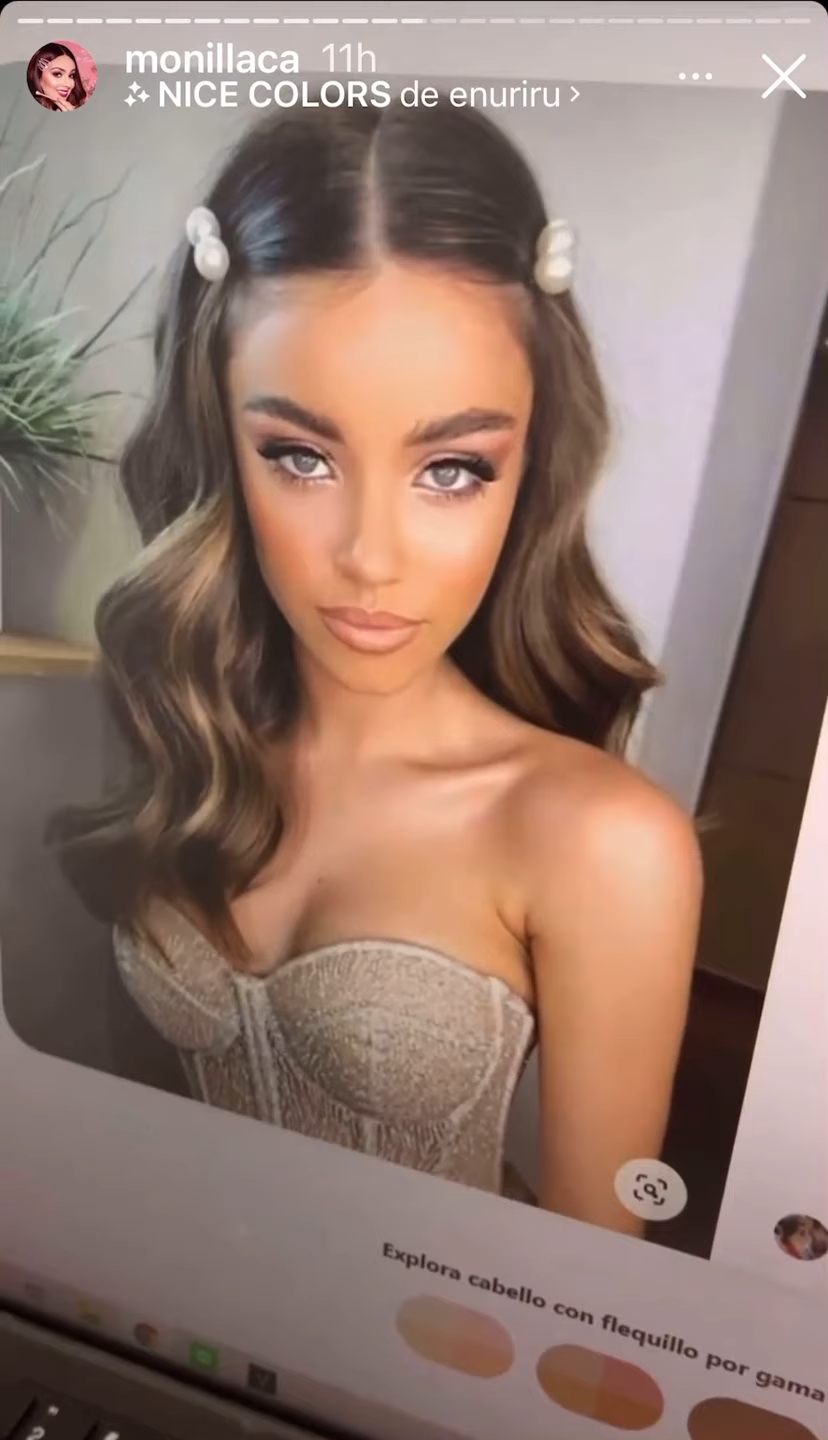 monillaca 11h
NICE COLORS de enuriru >
Explora cabello con flequillo por gama